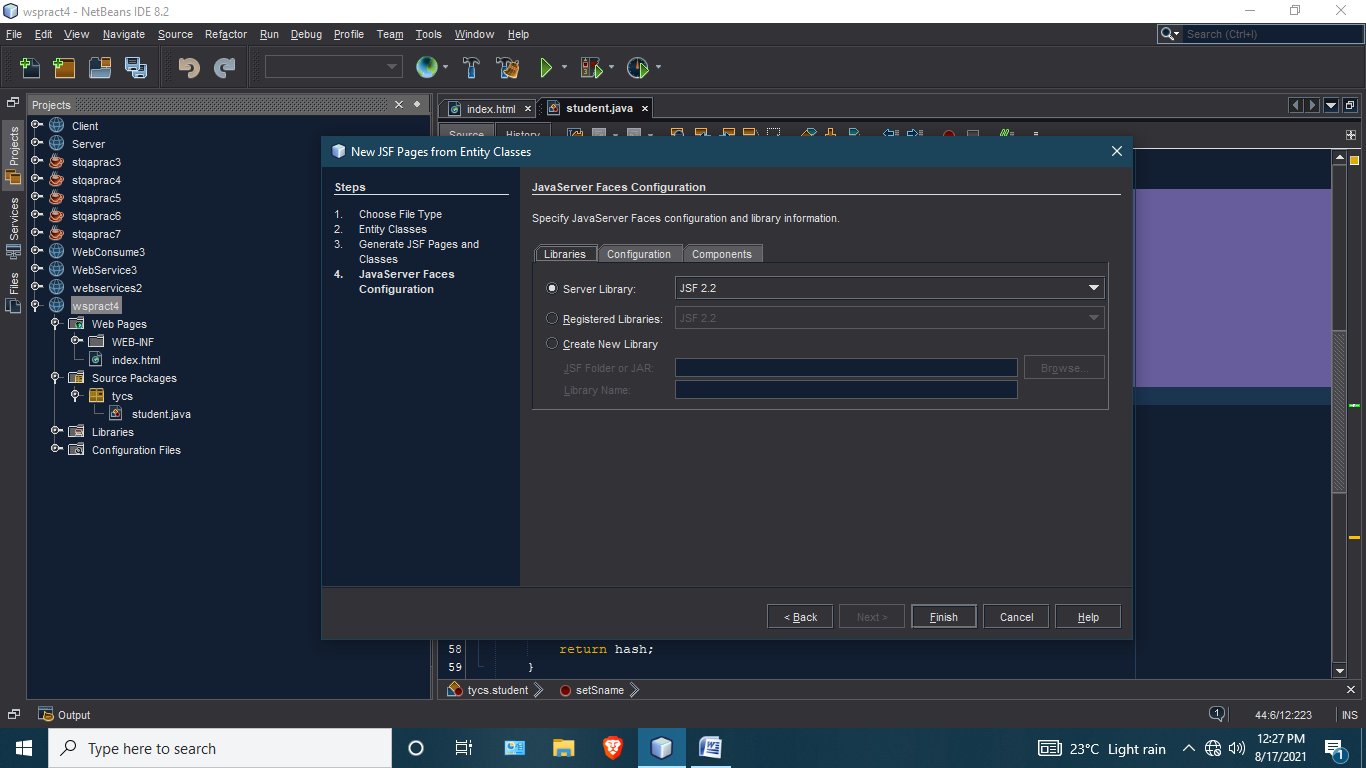 wspract4 - NetBeans IDE 8.2
File Edit View Navigate Source Refactor Run Debug Profile Team Tools Window Help
Search (Ctrl+I)
Projects
index.html
student.java
Source
History
Projects
Services
Files
Client
Server
stqaprac3
stqaprac4
stqaprac5
stqaprac6
stqaprac7
WebConsume3
WebService3
webservices2
wspract4
Web Pages
WEB-INF
index.html
Source Packages
tycs
student.java
Libraries
Configuration Files
New JSF Pages from Entity Classes
Steps
1. Choose File Type
2. Entity Classes
3. Generate JSF Pages and
Classes
4. JavaServer Faces
Configuration
JavaServer Faces Configuration
Specify JavaServer Faces configuration and library information.
Libraries Configuration Components
Server Library: JSF 2.2
Registered Libraries: JSF 2.2
Create New Library
JSF Folder or JAR: Browse...
Library Name:
< Back Next > Finish Cancel Help
58 return hash;
59 }
tycs.student setSname
Output
1
44:6/12:223 INS
Type here to search
23°C Light rain
12:27 PM
8/17/2021
1